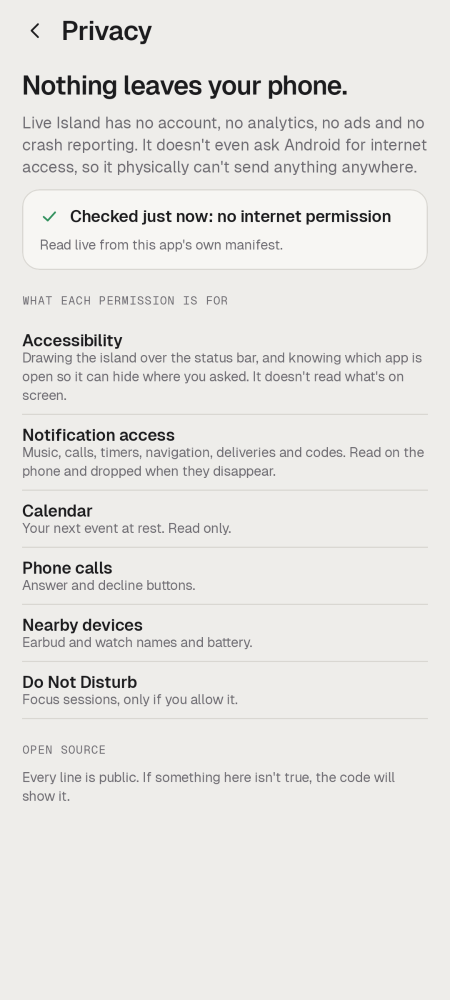 Privacy
Nothing leaves your phone.
Live Island has no account, no analytics, no ads and no
crash reporting. It doesn't even ask Android for internet
access, so it physically can't send anything anywhere.
Checked just now: no internet permission
Read live from this app's own manifest.
WHAT EACH PERMISSION IS FOR
Accessibility
Drawing the island over the status bar, and knowing which app is
open so it can hide where you asked. It doesn't read what's on
screen.
Notification access
Music, calls, timers, navigation, deliveries and codes. Read on the
phone and dropped when they disappear.
Calendar
Your next event at rest. Read only.
Phone calls
Answer and decline buttons.
Nearby devices
Earbud and watch names and battery.
Do Not Disturb
Focus sessions, only if you allow it.
OPEN SOURCE
Every line is public. If something here isn't true, the code will
show it.